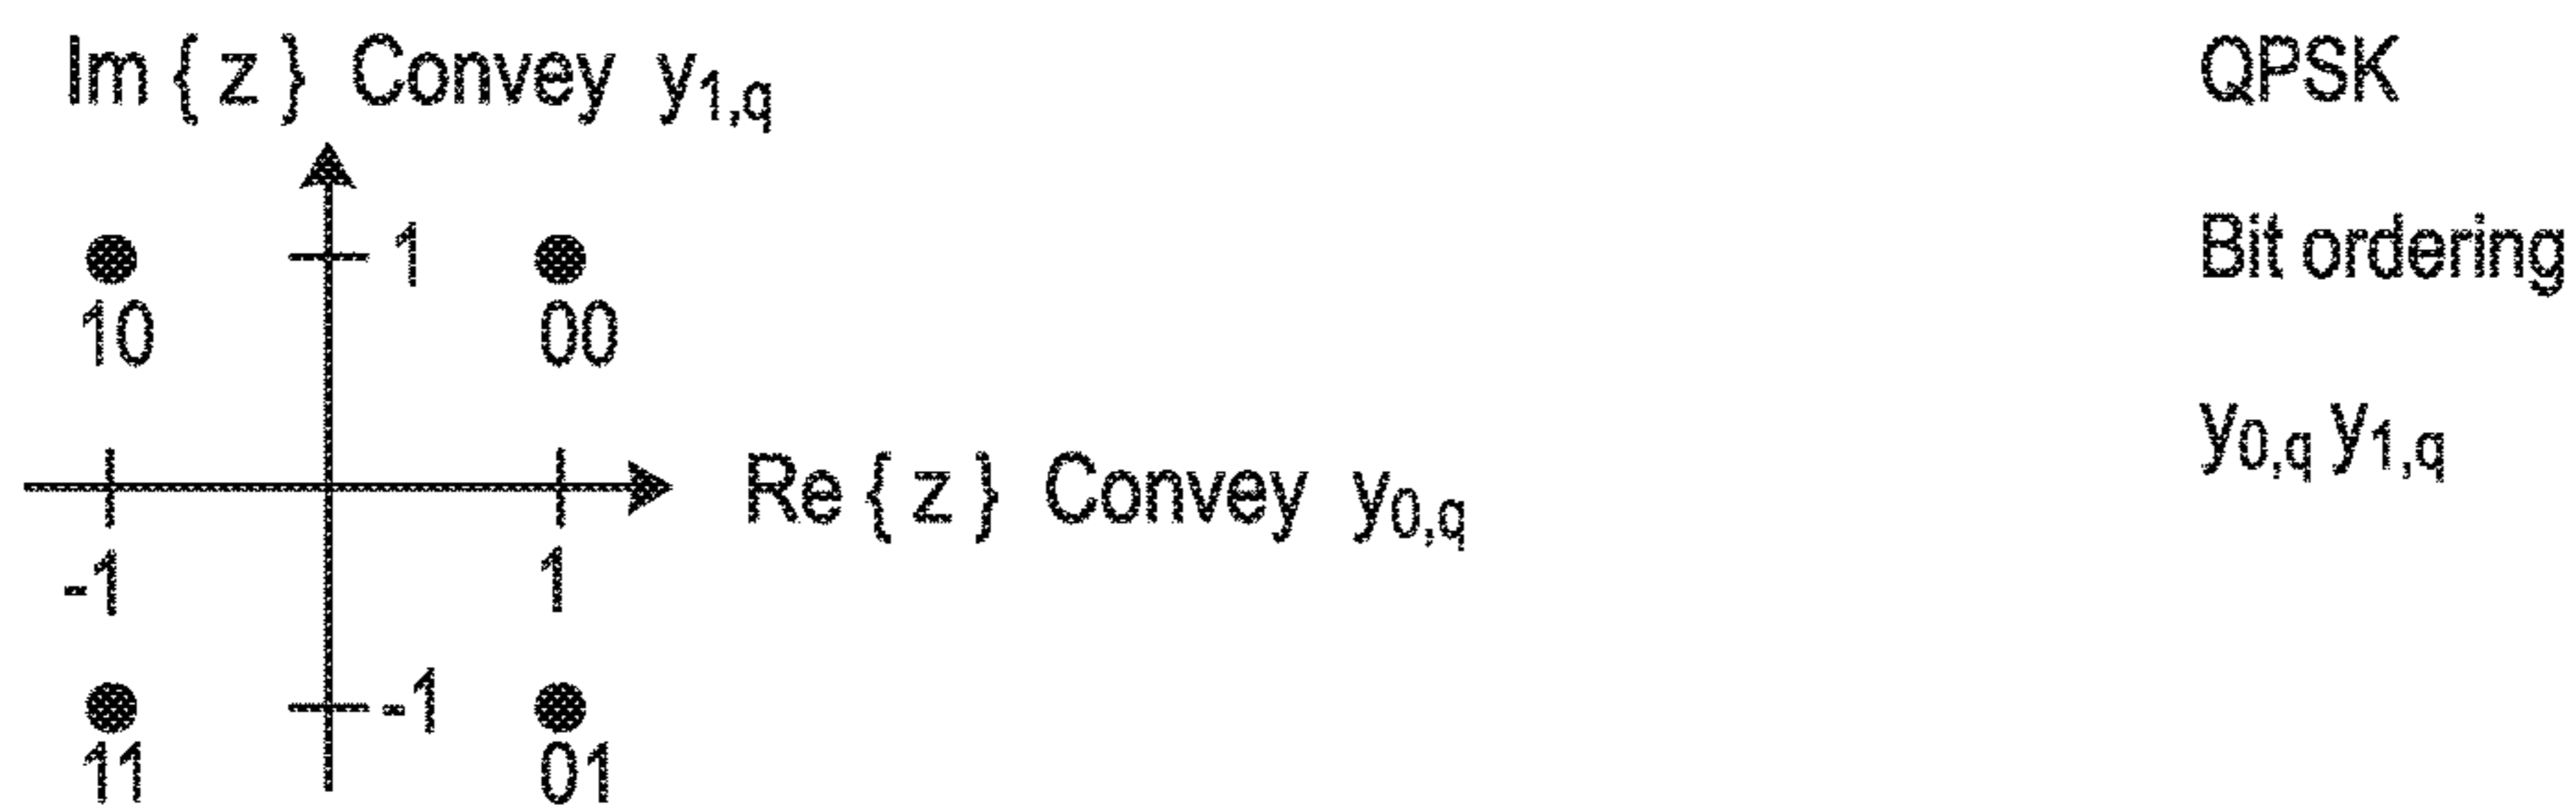 Im { z } Convey y1,q
QPSK
1
Bit ordering
10
00
y0,q y1,q
Re { z } Convey y0,q
-1
1
-1
11
01